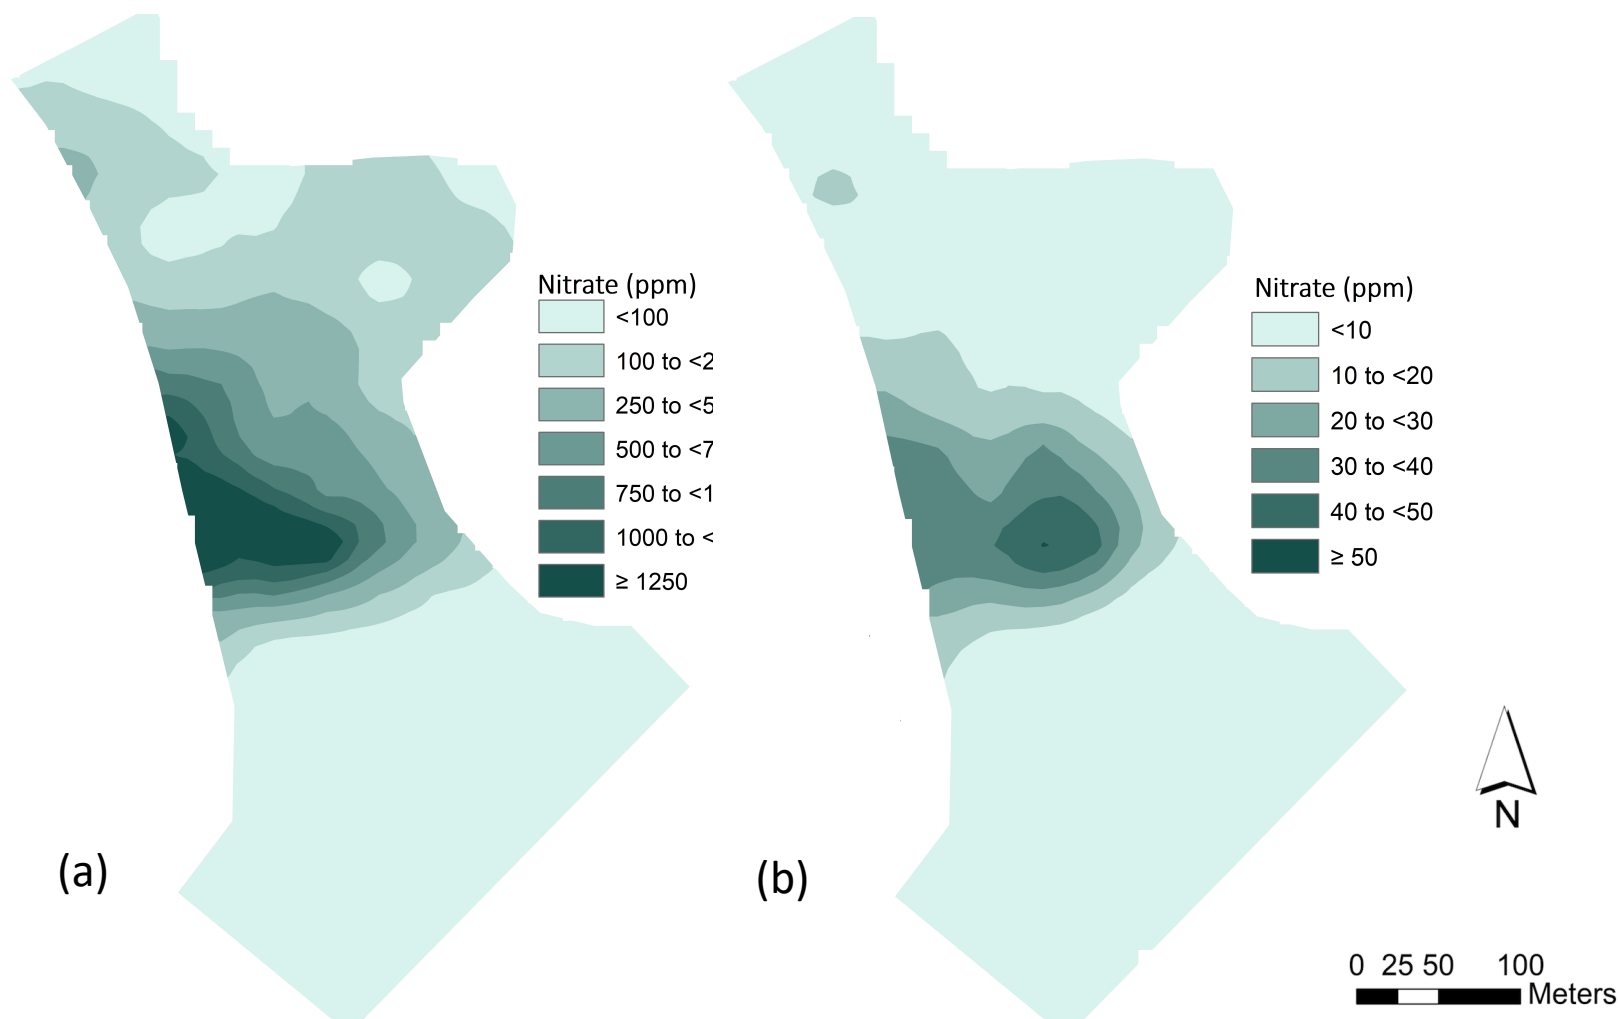 Nitrate (ppm)
<100
100 to <2
250 to <5
500 to <7
750 to <1
1000 to <
≥ 1250
(a)
Nitrate (ppm)
<10
10 to <20
20 to <30
30 to <40
40 to <50
≥ 50
(b)
N
0 25 50 100
Meters